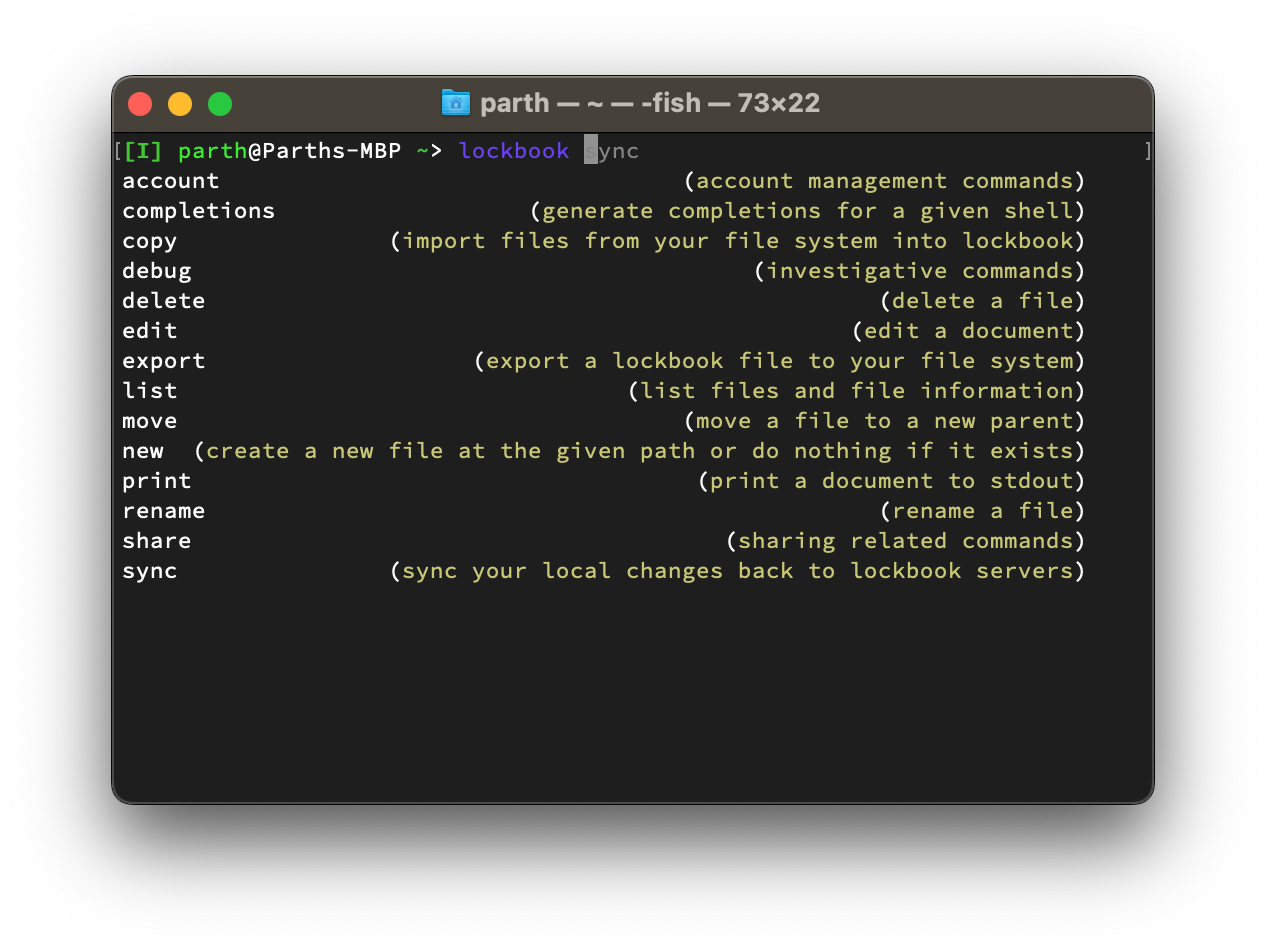 parth — ~ — -fish — 73×22
[[I] parth@Parths-MBP ~> lockbook sync ]
account (account management commands)
completions (generate completions for a given shell)
copy (import files from your file system into lockbook)
debug (investigative commands)
delete (delete a file)
edit (edit a document)
export (export a lockbook file to your file system)
list (list files and file information)
move (move a file to a new parent)
new (create a new file at the given path or do nothing if it exists)
print (print a document to stdout)
rename (rename a file)
share (sharing related commands)
sync (sync your local changes back to lockbook servers)